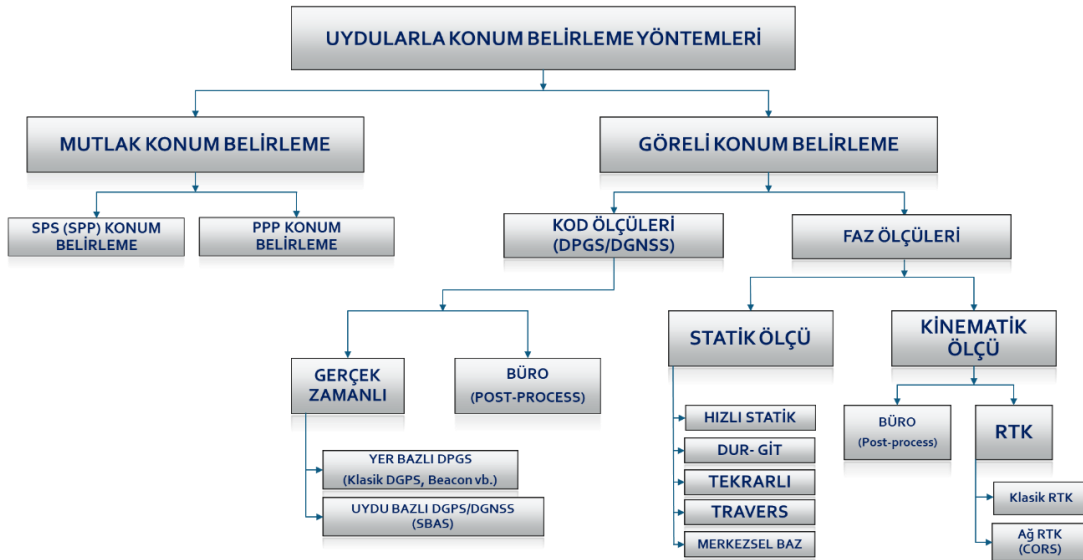 UYDULARLA KONUM BELİRLEME YÖNTEMLERİ
MUTLAK KONUM BELİRLEME
GÖRELİ KONUM BELİRLEME
SPS (SPP) KONUM
BELİRLEME
PPP KONUM
BELİRLEME
KOD ÖLÇÜLERİ
(DPGS/DGNSS)
FAZ ÖLÇÜLERİ
GERÇEK
ZAMANLI
BÜRO
(POST-PROCESS)
STATİK ÖLÇÜ
KİNEMATİK
ÖLÇÜ
YER BAZLI DPGS
(Klasik DGPS, Beacon vb.)
UYDU BAZLI DGPS/DGNSS
(SBAS)
HIZLI STATİK
DUR- GİT
TEKRARLI
TRAVERS
MERKEZSEL BAZ
BÜRO
(Post-process)
RTK
Klasik RTK
Ağ RTK
(CORS)